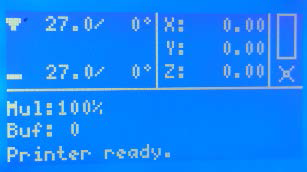 27.0/ 0° X: 0.00
Y: 0.00
27.0/ 0° Z: 0.00
Mul:100%
Buf: 0
Printer ready.